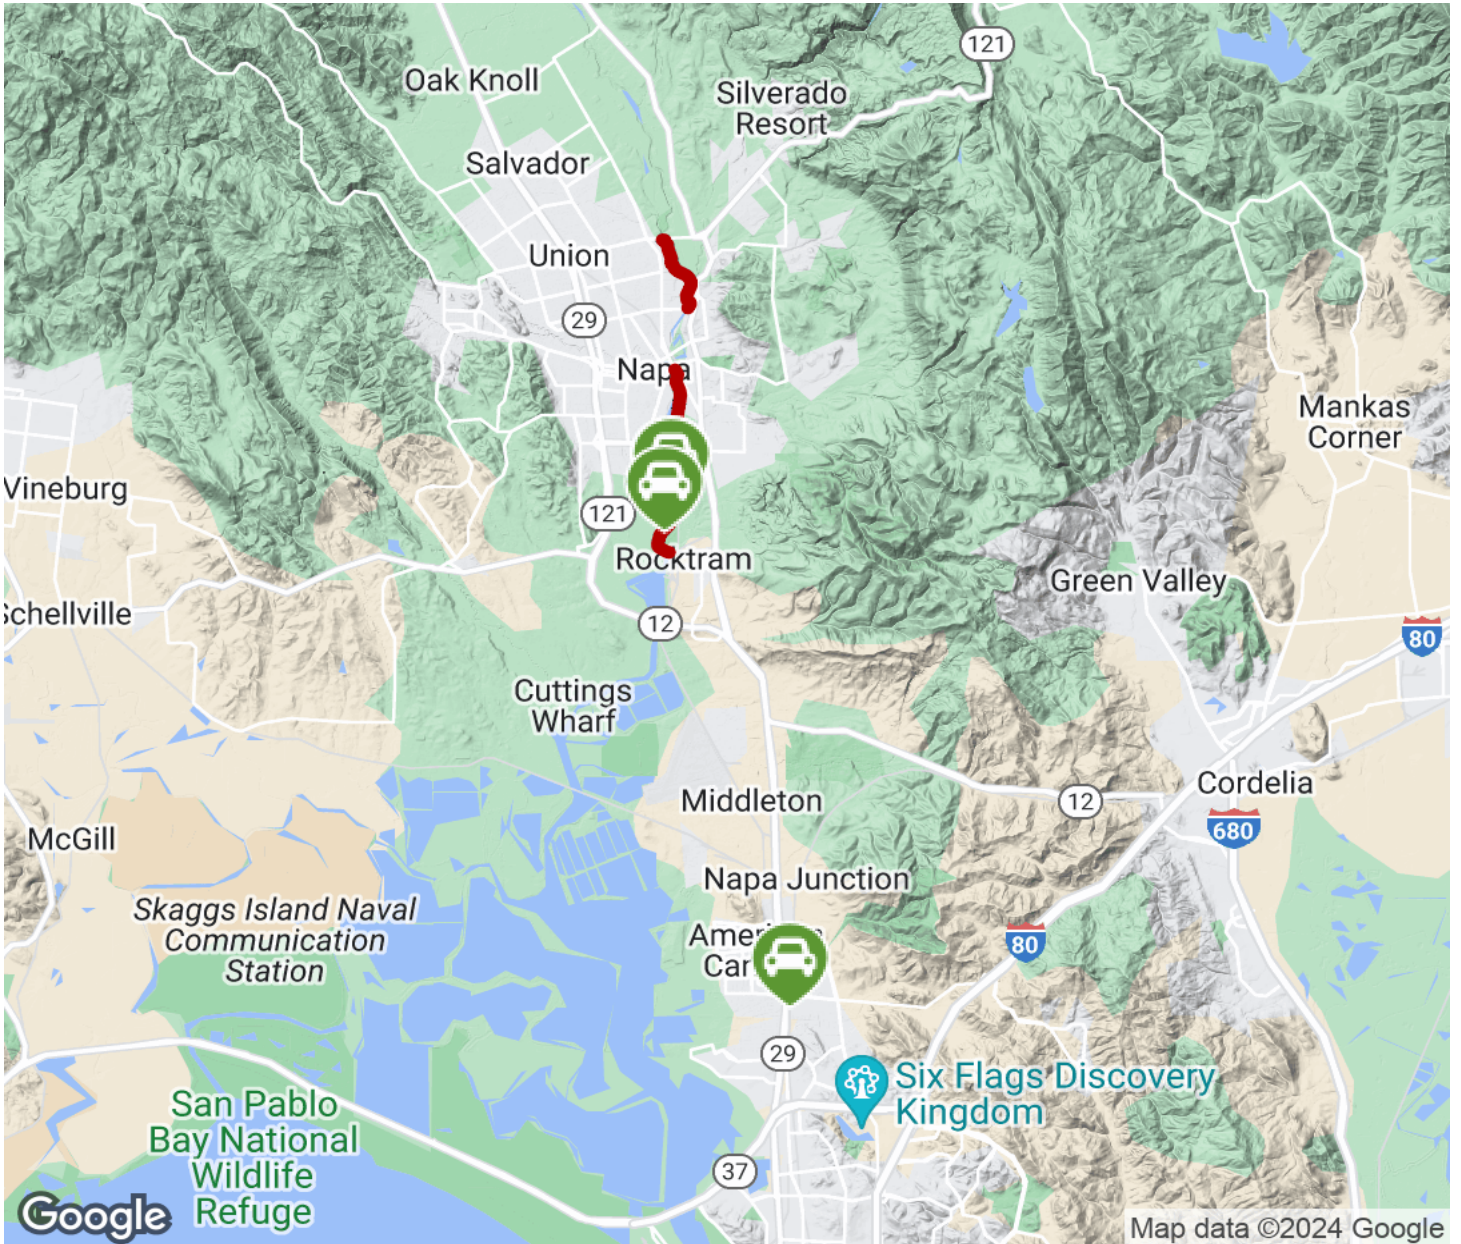 121
Oak Knoll
Silverado
Resort
Salvador
Union
29
Napa
Mankas
Corner
Vineburg
121
Rocktram
Green Valley
Schellville
12
80
Cuttings
Wharf
Cordelia
Middleton
12
680
McGill
Napa Junction
Skaggs Island Naval
Communication
Station
80
29
Six Flags Discovery
Kingdom
San Pablo
Bay National
Wildlife
Refuge
37
Google
Map data ©2024 Google